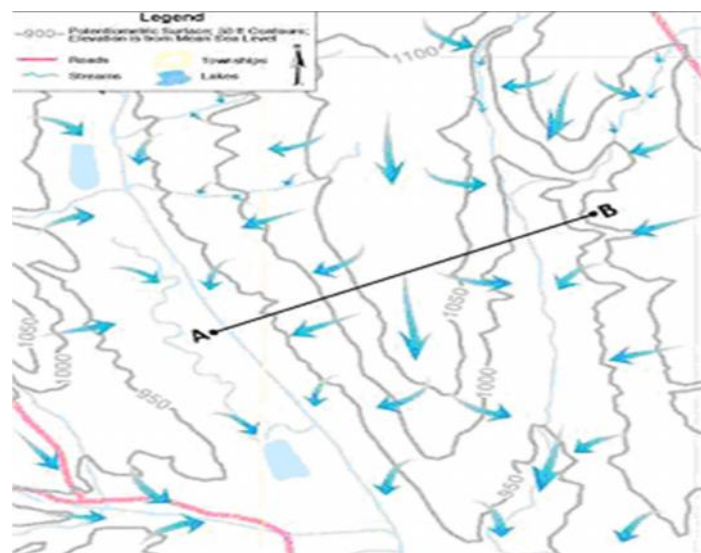 Legend
900 Potentiometric Surface; 50 ft Contours;
Elevation is from Mean Sea Level
Roads Townships
Streams Lakes
1100
B
A
1050
1050
1000
1000
950
950